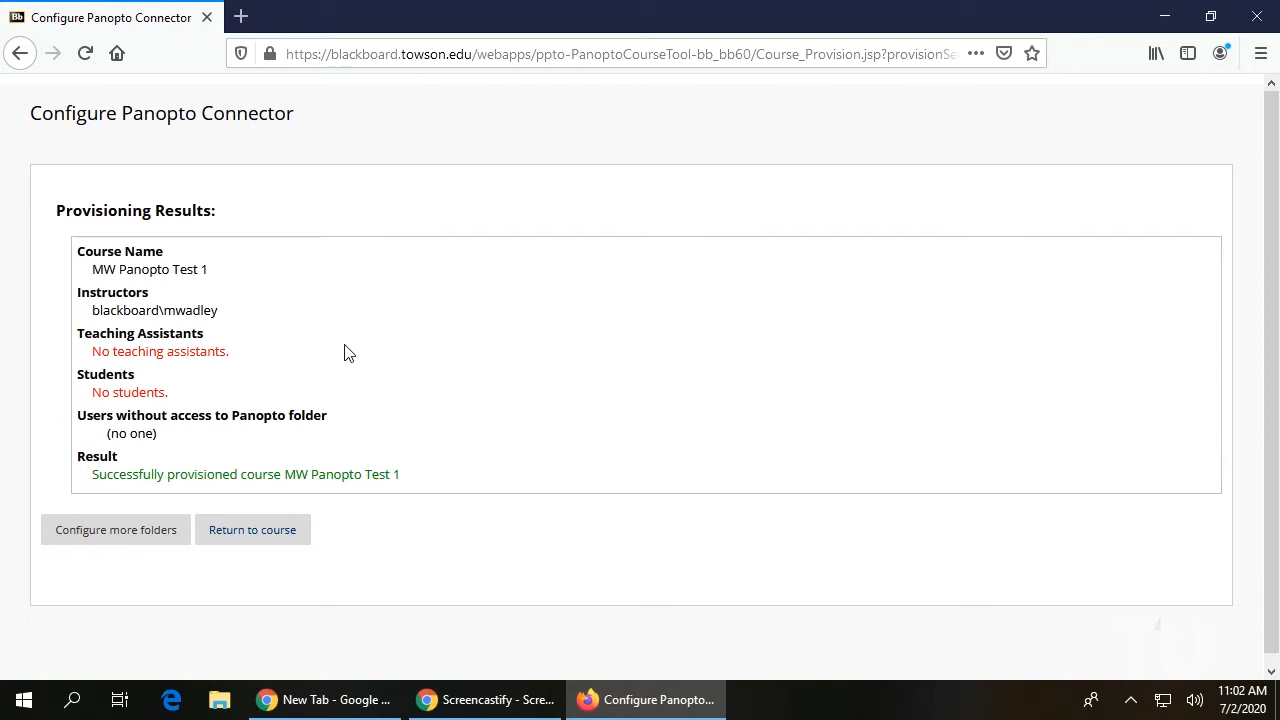 Bb Configure Panopto Connector
https://blackboard.towson.edu/webapps/ppto-PanoptoCourseTool-bb_bb60/Course_Provision.jsp?provisionSe
Configure Panopto Connector
Provisioning Results:
Course Name
MW Panopto Test 1
Instructors
blackboard\mwadley
Teaching Assistants
No teaching assistants.
Students
No students.
Users without access to Panopto folder
(no one)
Result
Successfully provisioned course MW Panopto Test 1
Configure more folders Return to course
New Tab - Google ... Screencastify - Scre... Configure Panopto...
11:02 AM
7/2/2020